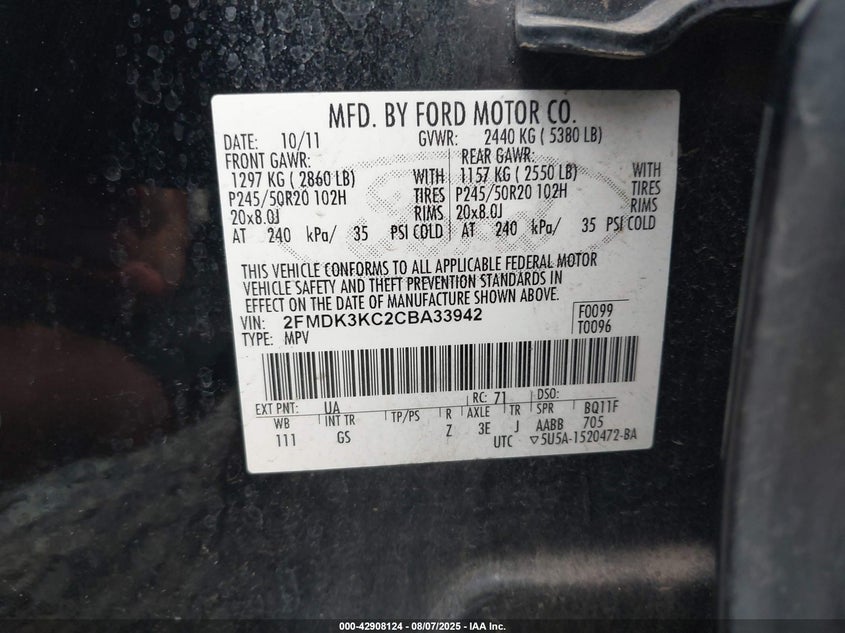 MFD. BY FORD MOTOR CO.
DATE: 10/11 GVWR: 2440 KG ( 5380 LB)
FRONT GAWR: REAR GAWR:
1297 KG ( 2860 LB) WITH 1157 KG ( 2550 LB) WITH
P245/50R20 102H TIRES P245/50R20 102H TIRES
20x8.0J RIMS 20x8.0J RIMS
AT 240 kPa/ 35 PSI COLD AT 240 kPa/ 35 PSI COLD
THIS VEHICLE CONFORMS TO ALL APPLICABLE FEDERAL MOTOR
VEHICLE SAFETY AND THEFT PREVENTION STANDARDS IN
EFFECT ON THE DATE OF MANUFACTURE SHOWN ABOVE.
VIN: 2FMDK3KC2CBA33942 F0099
TYPE: MPV T0096
EXT PNT: UA RC: 71 DSO:
WB INT TR TP/PS R AXLE TR SPR BQ11F
111 GS Z 3E J AABB 705
UTC ▽5U5A-1520472-BA
000-42908124 - 08/07/2025 - IAA Inc.